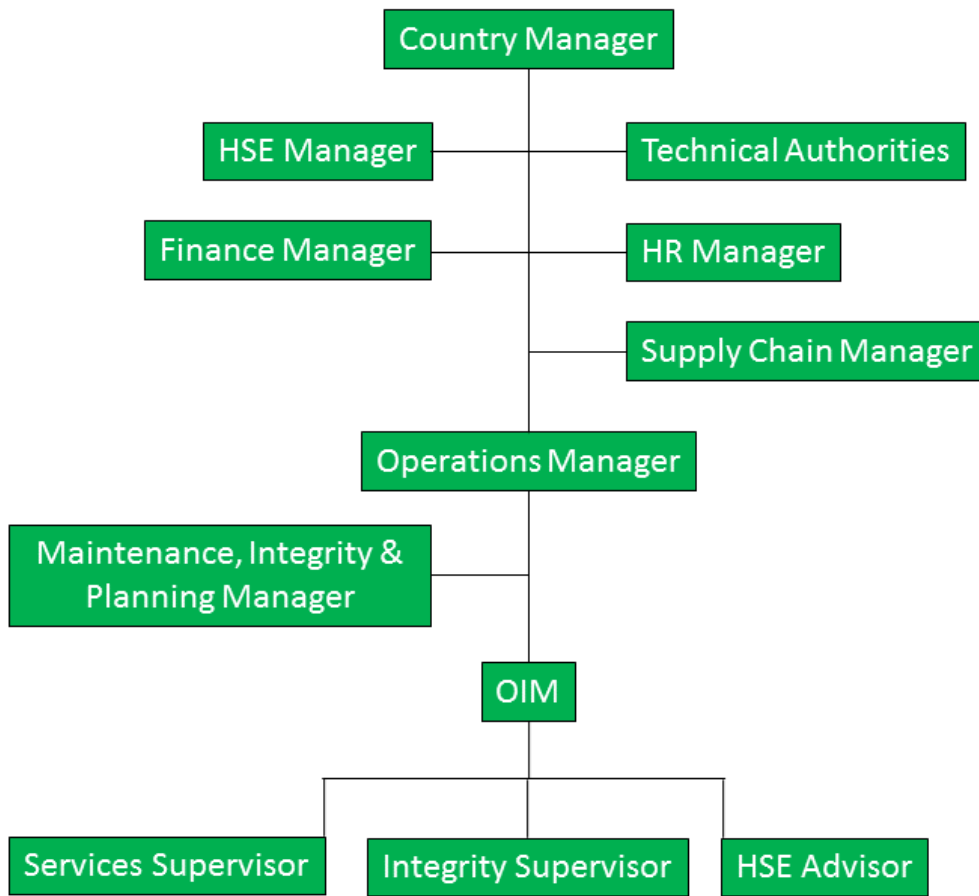 Country Manager
HSE Manager
Technical Authorities
Finance Manager
HR Manager
Supply Chain Manager
Operations Manager
Maintenance, Integrity &
Planning Manager
OIM
Services Supervisor
Integrity Supervisor
HSE Advisor